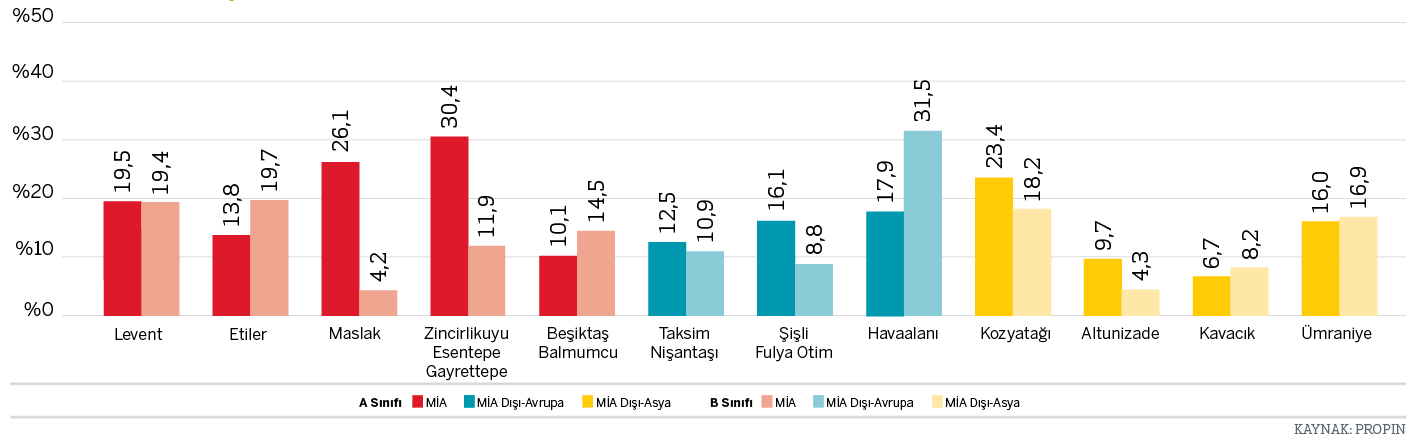 %50
%40
%30
%20
%10
%0
19,5
19,4
13,8
19,7
26,1
4,2
30,4
11,9
10,1
14,5
12,5
10,9
16,1
8,8
17,9
31,5
23,4
18,2
9,7
4,3
6,7
8,2
16,0
16,9
Levent
Etiler
Maslak
Zincirlikuyu
Esentepe
Gayrettepe
Beşiktaş
Balmumcu
Taksim
Nişantaşı
Şişli
Fulya Otim
Havaalanı
Kozyatağı
Altunizade
Kavacık
Ümraniye
A Sınıfı MİA MİA Dışı-Avrupa MİA Dışı-Asya B Sınıfı MİA MİA Dışı-Avrupa MİA Dışı-Asya
KAYNAK: PROPIN